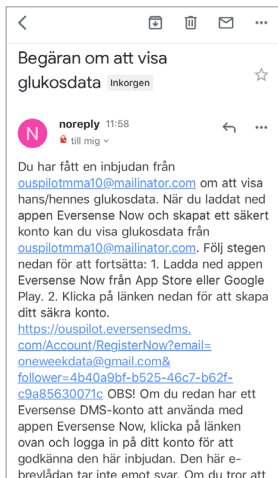 Begäran om att visa
glukosdata Inkorgen
N
noreply 11:58
till mig
Du har fått en inbjudan från
ouspilotmma10@mailinator.com om att visa
hans/hennes glukosdata. När du laddat ned
appen Eversense Now och skapat ett säkert
konto kan du visa glukosdata från
ouspilotmma10@mailinator.com. Följ stegen
nedan för att fortsätta: 1. Ladda ned appen
Eversense Now från App Store eller Google
Play. 2. Klicka på länken nedan för att skapa
ditt säkra konto.
https://ouspilot.eversensedms.
com/Account/RegisterNow?email=
oneweekdata@gmail.com&
follower=4b40a9bf-b525-46c7-b62f-
c9a85630071c OBS! Om du redan har ett
Eversense DMS-konto att använda med
appen Eversense Now, klicka på länken
ovan och logga in på ditt konto för att
godkänna den här inbjudan. Den här e-
brevlådan tar inte emot svar. Om du tror att